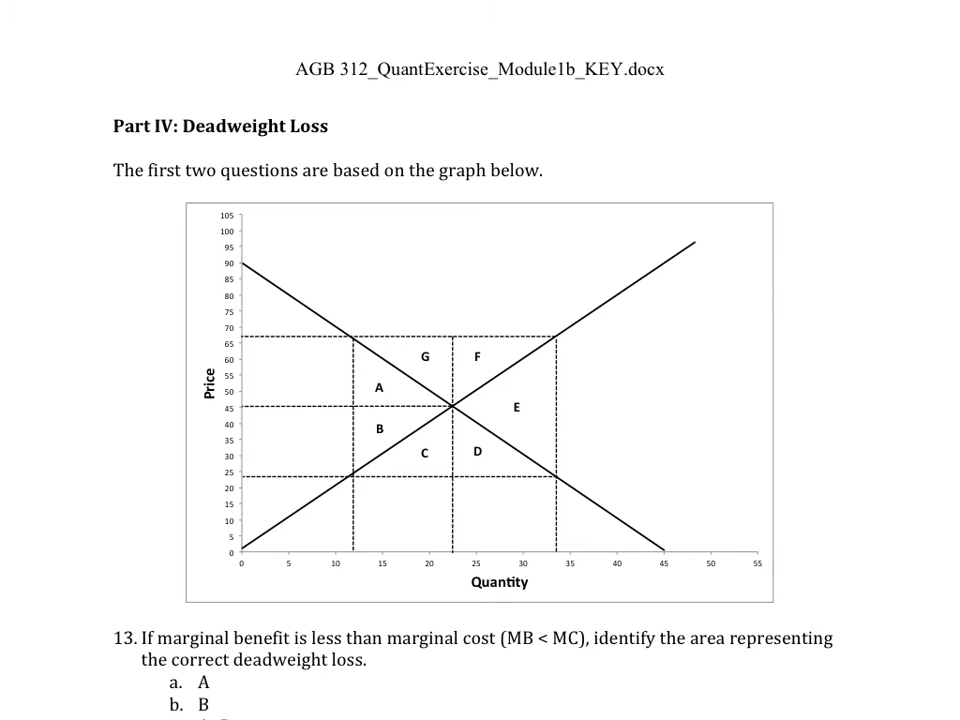 AGB 312_QuantExercise_Module1b_KEY.docx
Part IV: Deadweight Loss
The first two questions are based on the graph below.
105
100
95
90
85
80
75
70
65
60
55
50
45
40
35
30
25
20
15
10
5
0
Price
G
F
A
E
B
C
D
0 5 10 15 20 25 30 35 40 45 50 55
Quantity
13. If marginal benefit is less than marginal cost (MB < MC), identify the area representing
the correct deadweight loss.
a. A
b. B